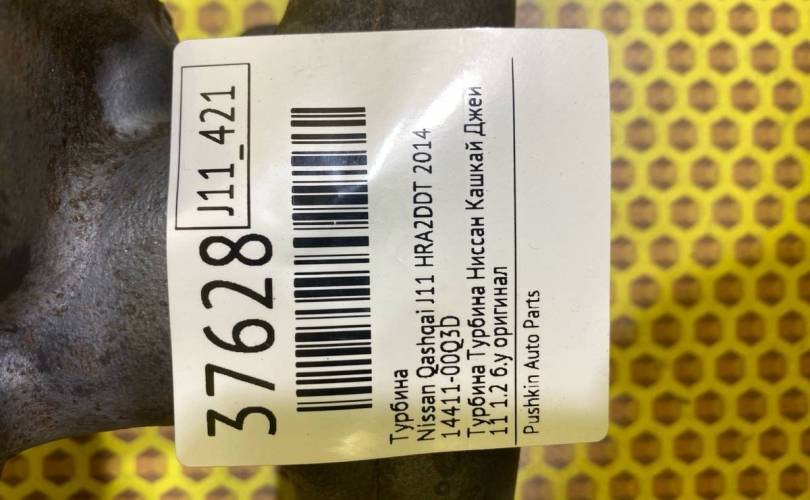 37628
J11_421
Турбина
Nissan Qashqai J11 HRA2DDT 2014
14411-00Q3D
Турбина Турбина Ниссан Кашкай Джеи
11 1.2 б.у оригинал
Pushkin Auto Parts